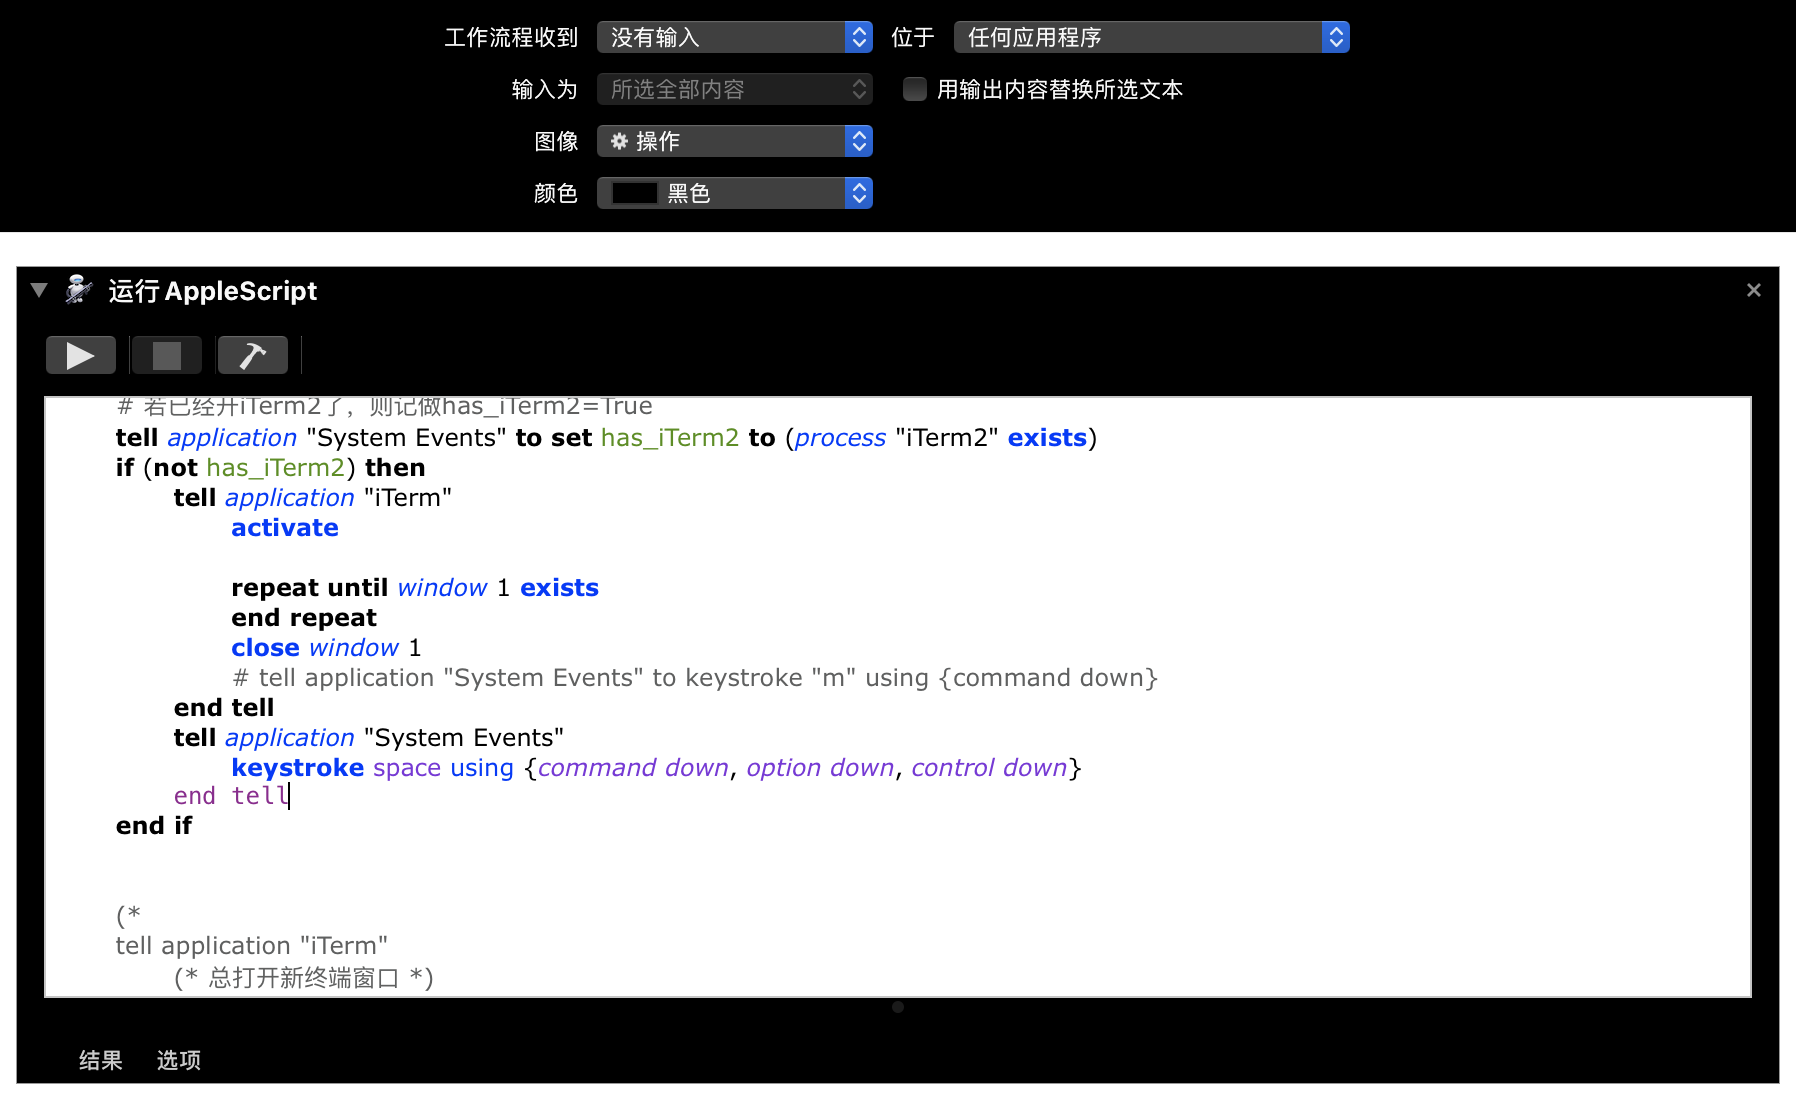 工作流程收到 没有输入 位于 任何应用程序
输入为 所选全部内容 用输出内容替换所选文本
图像 操作
颜色 黑色
运行 AppleScript
# 若已经开iTerm2了，则记做has_iTerm2=True
tell application "System Events" to set has_iTerm2 to (process "iTerm2" exists)
if (not has_iTerm2) then
tell application "iTerm"
activate
repeat until window 1 exists
end repeat
close window 1
# tell application "System Events" to keystroke "m" using {command down}
end tell
tell application "System Events"
keystroke space using {command down, option down, control down}
end tell
end if
(*
tell application "iTerm"
(* 总打开新终端窗口 *)
结果 选项